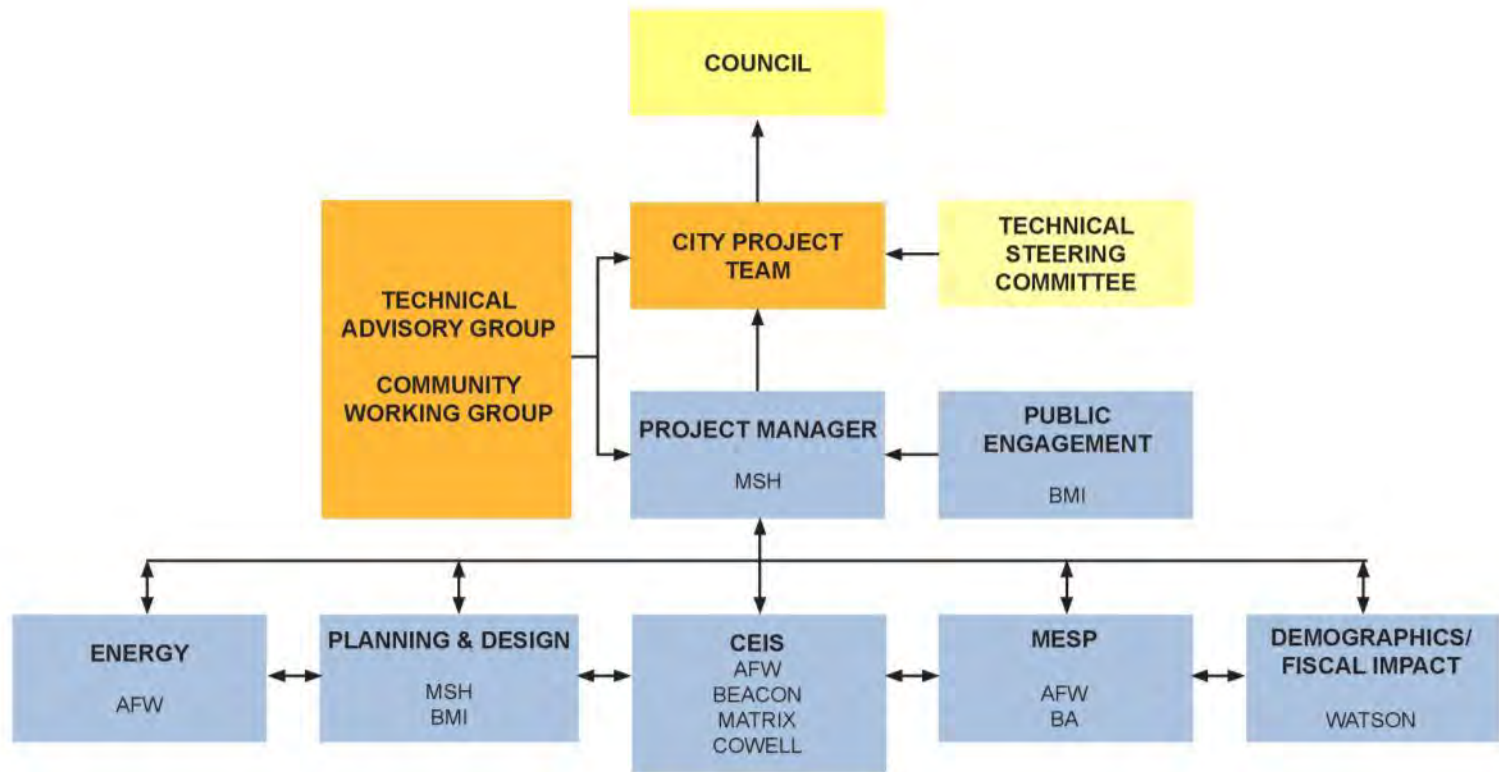 COUNCIL
CITY PROJECT
TEAM
TECHNICAL
STEERING
COMMITTEE
TECHNICAL
ADVISORY GROUP
COMMUNITY
WORKING GROUP
PROJECT MANAGER
MSH
PUBLIC
ENGAGEMENT
BMI
ENERGY
AFW
PLANNING & DESIGN
MSH
BMI
CEIS
AFW
BEACON
MATRIX
COWELL
MESP
AFW
BA
DEMOGRAPHICS/
FISCAL IMPACT
WATSON